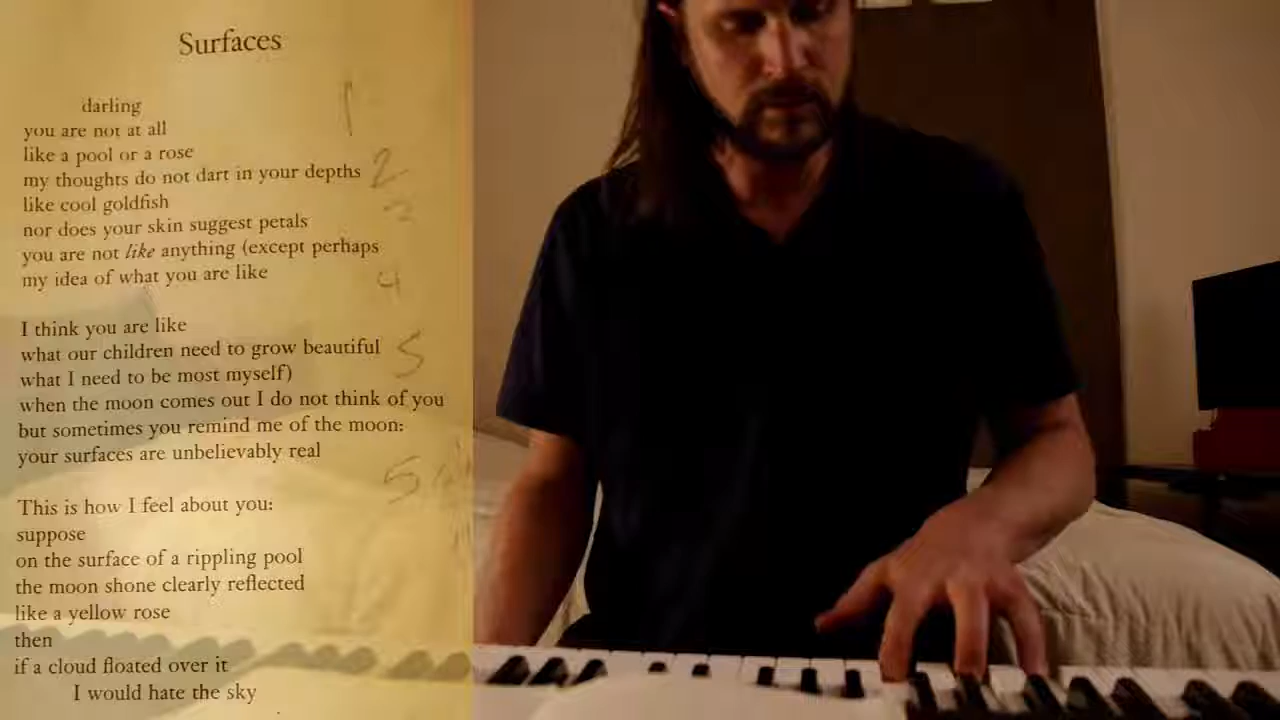 Surfaces
darling
you are not at all
like a pool or a rose
my thoughts do not dart in your depths
like cool goldfish
nor does your skin suggest petals
you are not like anything (except perhaps
my idea of what you are like
I think you are like
what our children need to grow beautiful
what I need to be most myself)
when the moon comes out I do not think of you
but sometimes you remind me of the moon:
your surfaces are unbelievably real
This is how I feel about you:
suppose
on the surface of a rippling pool
the moon shone clearly reflected
like a yellow rose
then
if a cloud floated over it
I would hate the sky
1
2
4
5
5